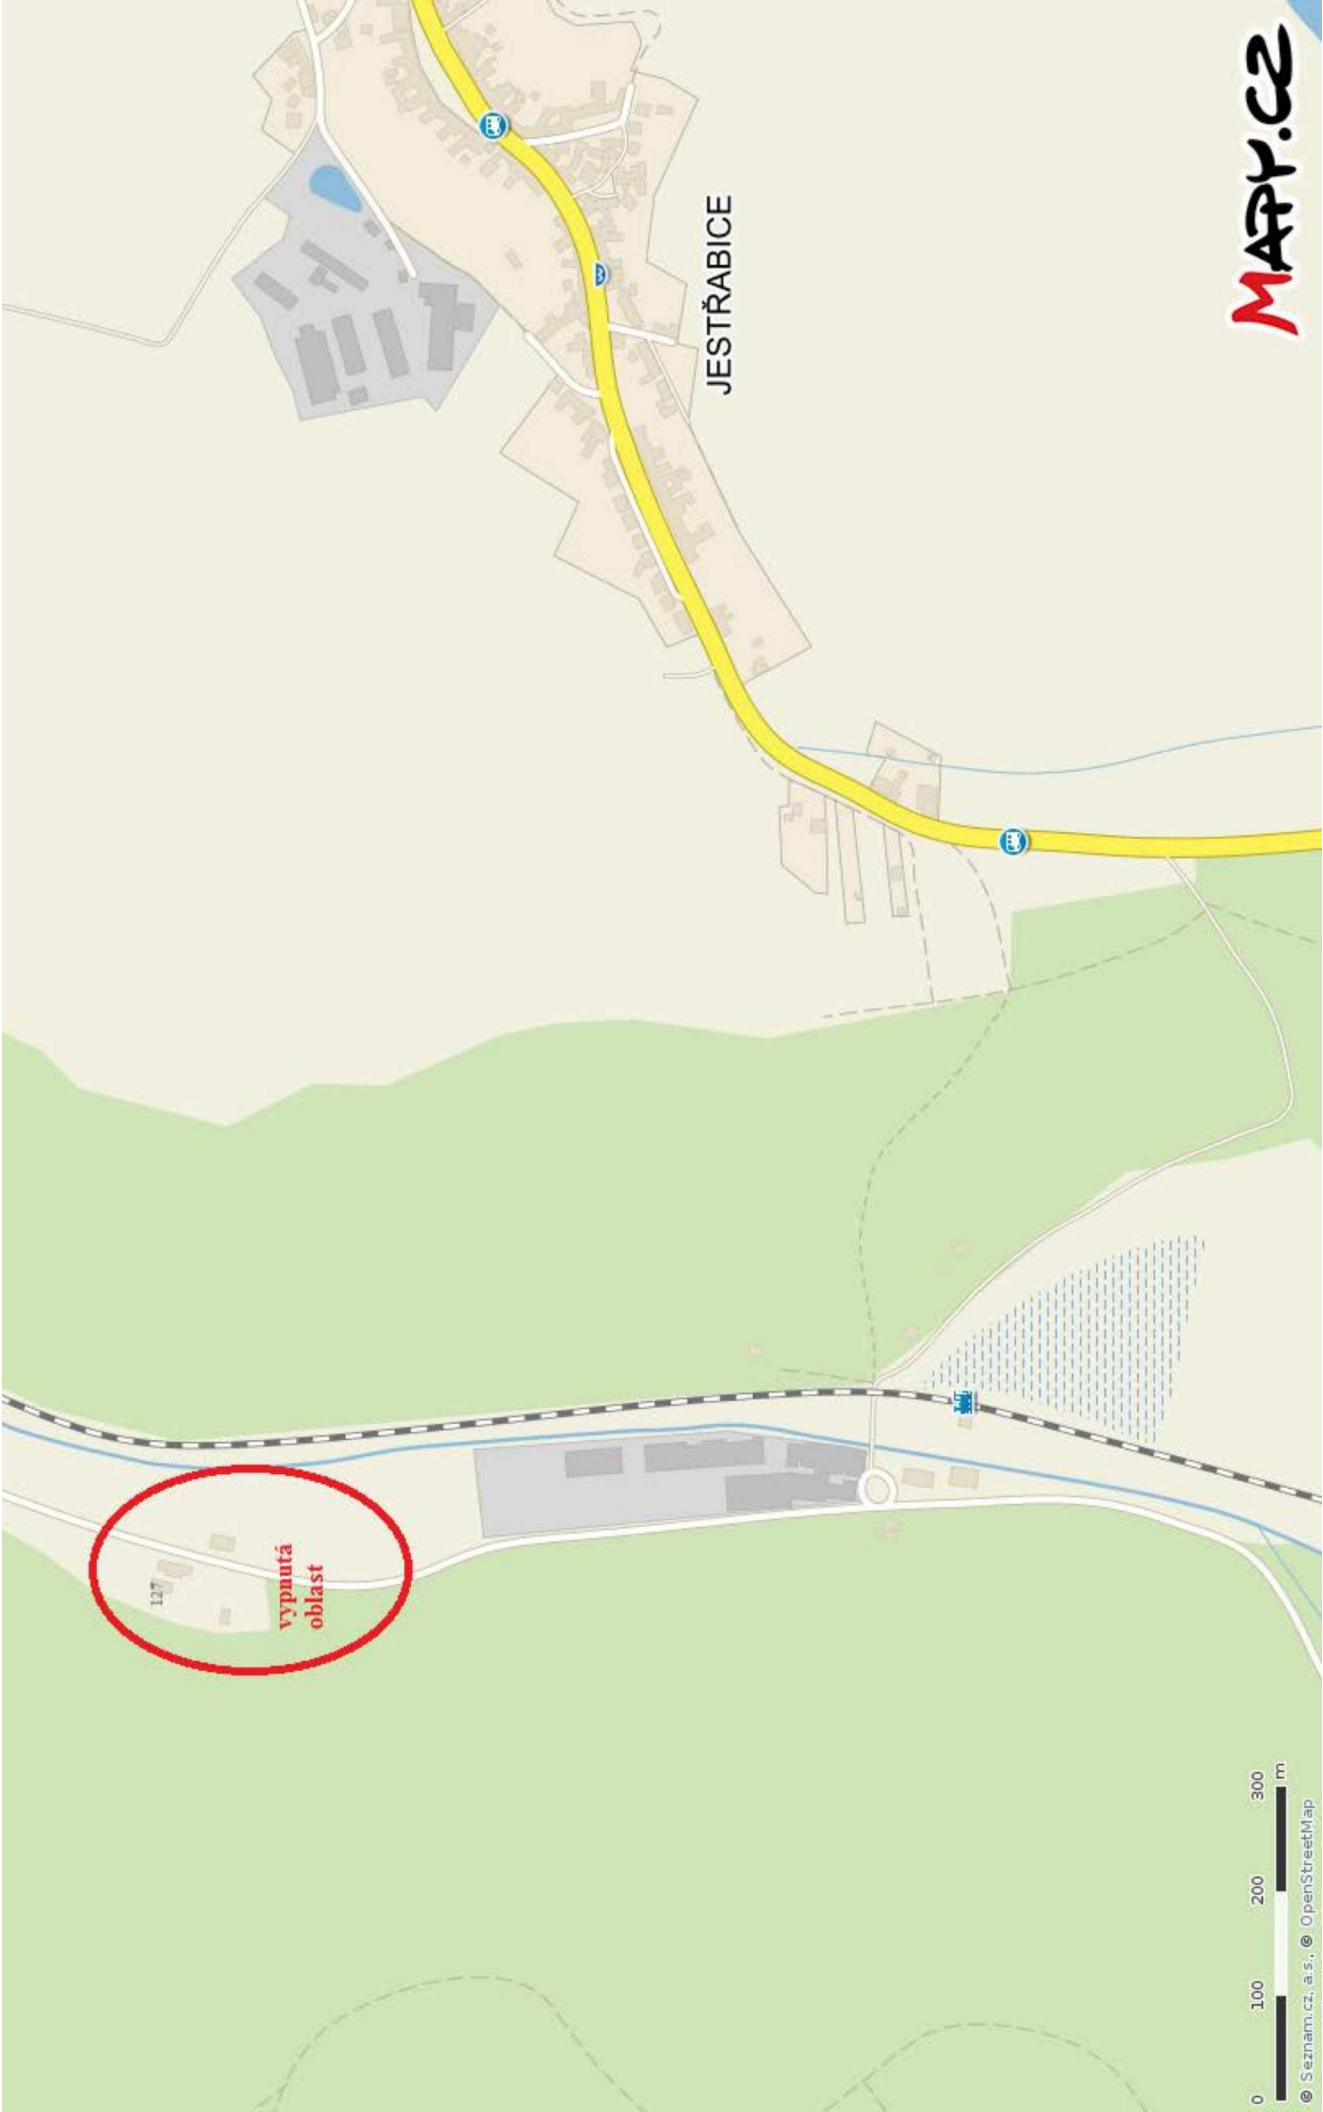 127
vypnutá
oblast
JESTŘABICE
MAPY.CZ
0 100 200 300 m
© Seznam.cz, a.s., © OpenStreetMap